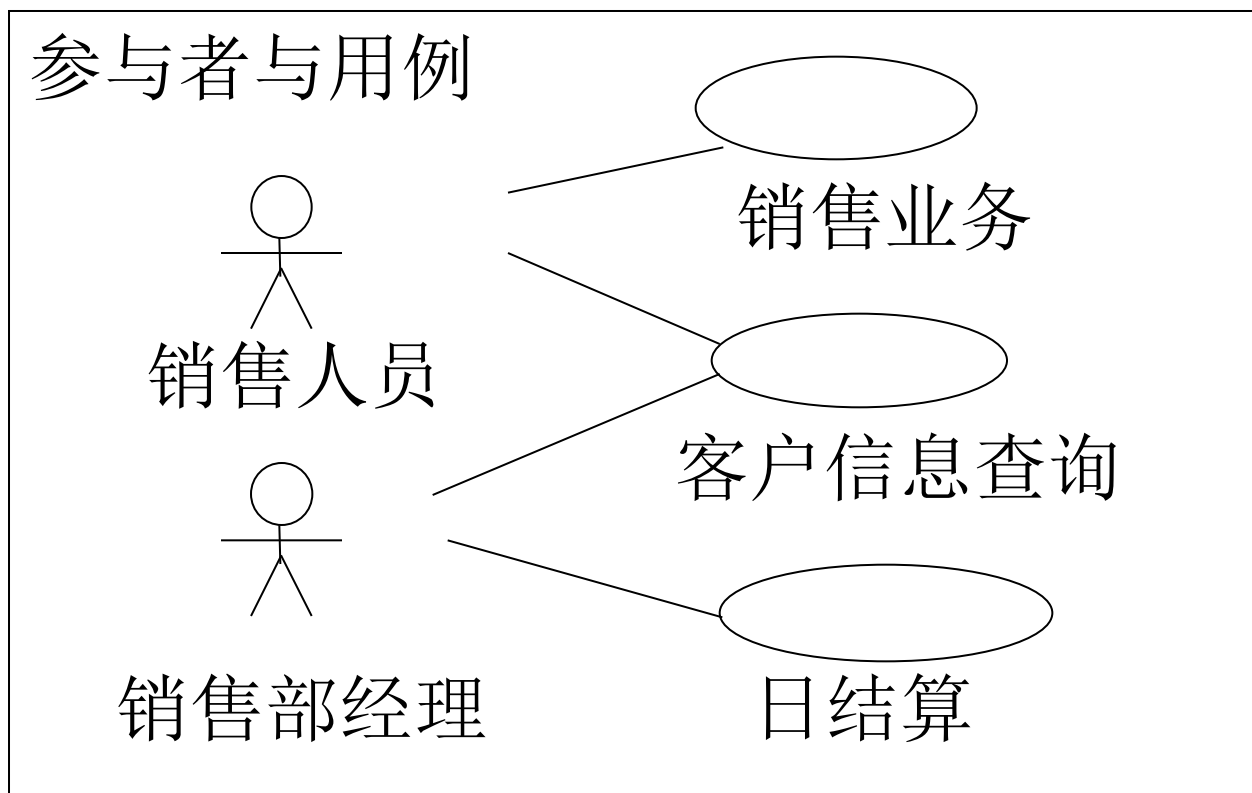 参与者与用例
销售业务
销售人员
客户信息查询
销售部经理
日结算